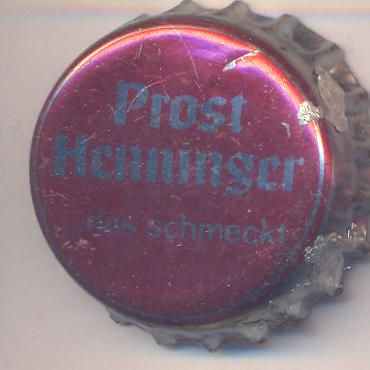 Prost
Henninger
...das schmeckt